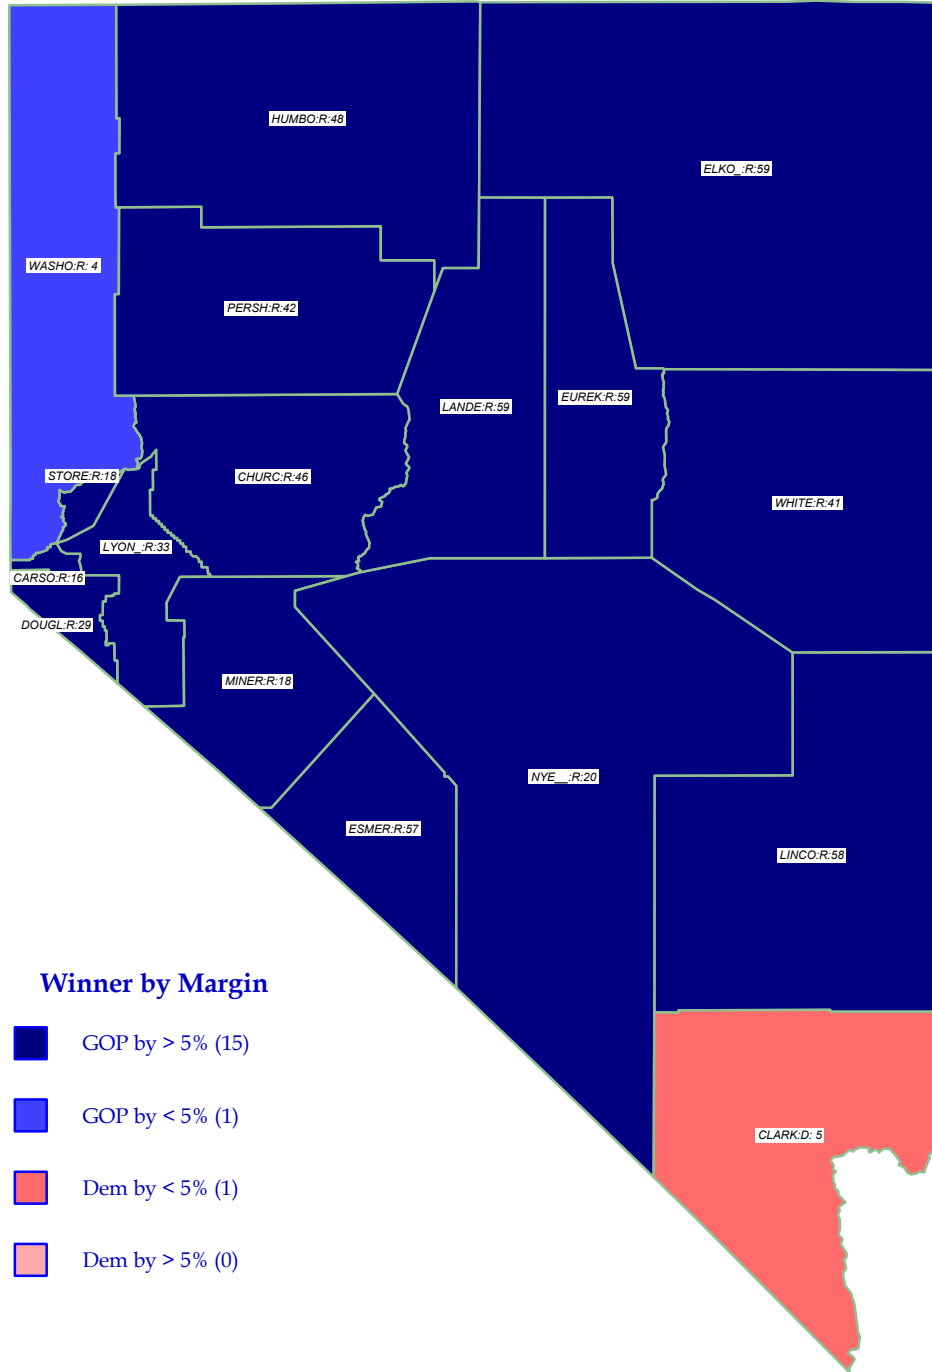 HUMBO:R:48
ELKO_:R:59
WASHO:R: 4
PERSH:R:42
EUREK:R:59
LANDE:R:59
STORE:R:18
CHURC:R:46
WHITE:R:41
LYON_:R:33
CARSO:R:16
DOUGL:R:29
MINER:R:18
NYE__:R:20
ESMER:R:57
LINCO:R:58
Winner by Margin
GOP by > 5% (15)
GOP by < 5% (1)
CLARK:D: 5
Dem by < 5% (1)
Dem by > 5% (0)